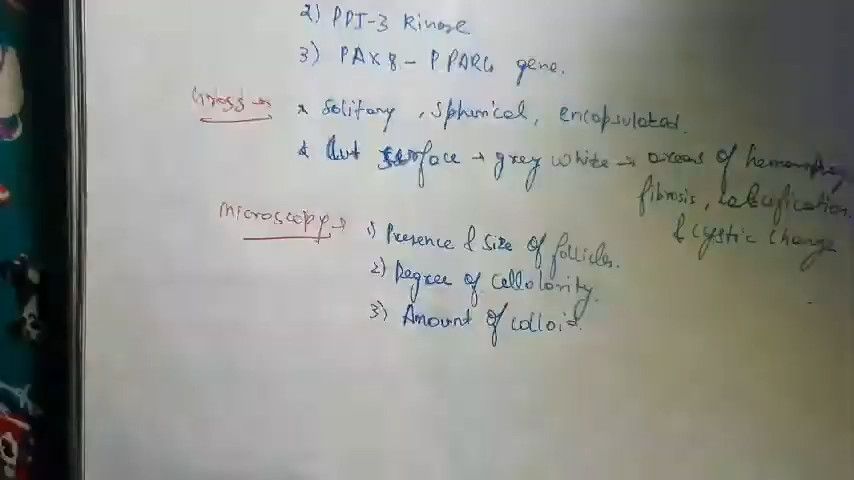 2) PPI-3 Kinase
3) PAX 8 - PPARG gene.
Gross → * Solitary, Spherical, encapsulated.
* Cut surface → grey white → areas of hemorrhage,
fibrosis, calcification
& cystic change
Microscopy → 1) Presence & size of follicles.
2) Degree of cellolarity.
3) Amount of colloid.